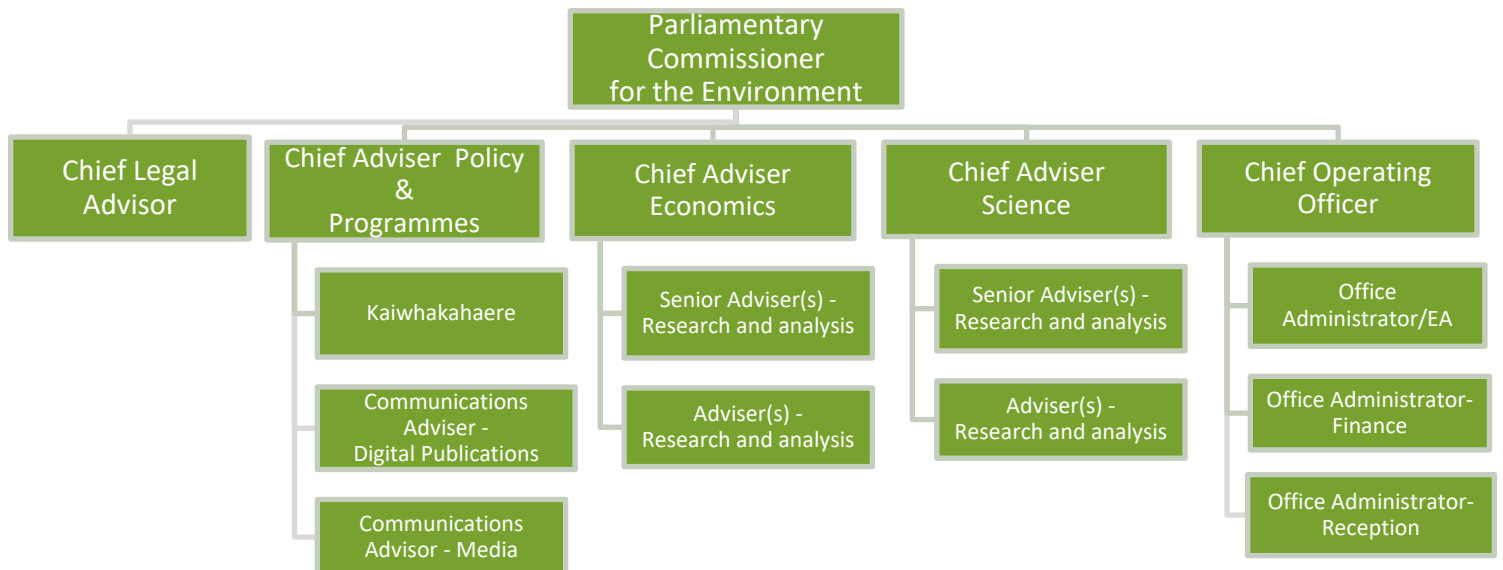 Parliamentary
Commissioner
for the Environment
Chief Legal
Advisor
Chief Adviser Policy
&
Programmes
Chief Adviser
Economics
Chief Adviser
Science
Chief Operating
Officer
Kaiwhakahaere
Communications
Adviser -
Digital Publications
Communications
Advisor - Media
Senior Adviser(s) -
Research and analysis
Adviser(s) -
Research and analysis
Senior Adviser(s) -
Research and analysis
Adviser(s) -
Research and analysis
Office
Administrator/EA
Office Administrator-
Finance
Office Administrator-
Reception